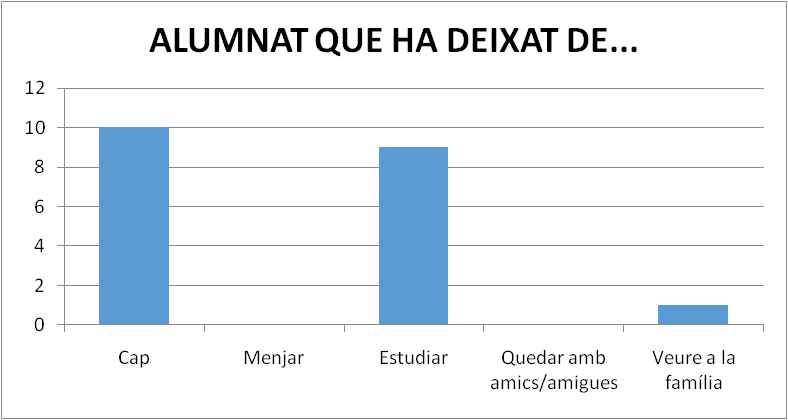 ALUMNAT QUE HA DEIXAT DE...
12
10
8
6
4
2
0
Cap
Menjar
Estudiar
Quedar amb
amics/amigues
Veure a la
família